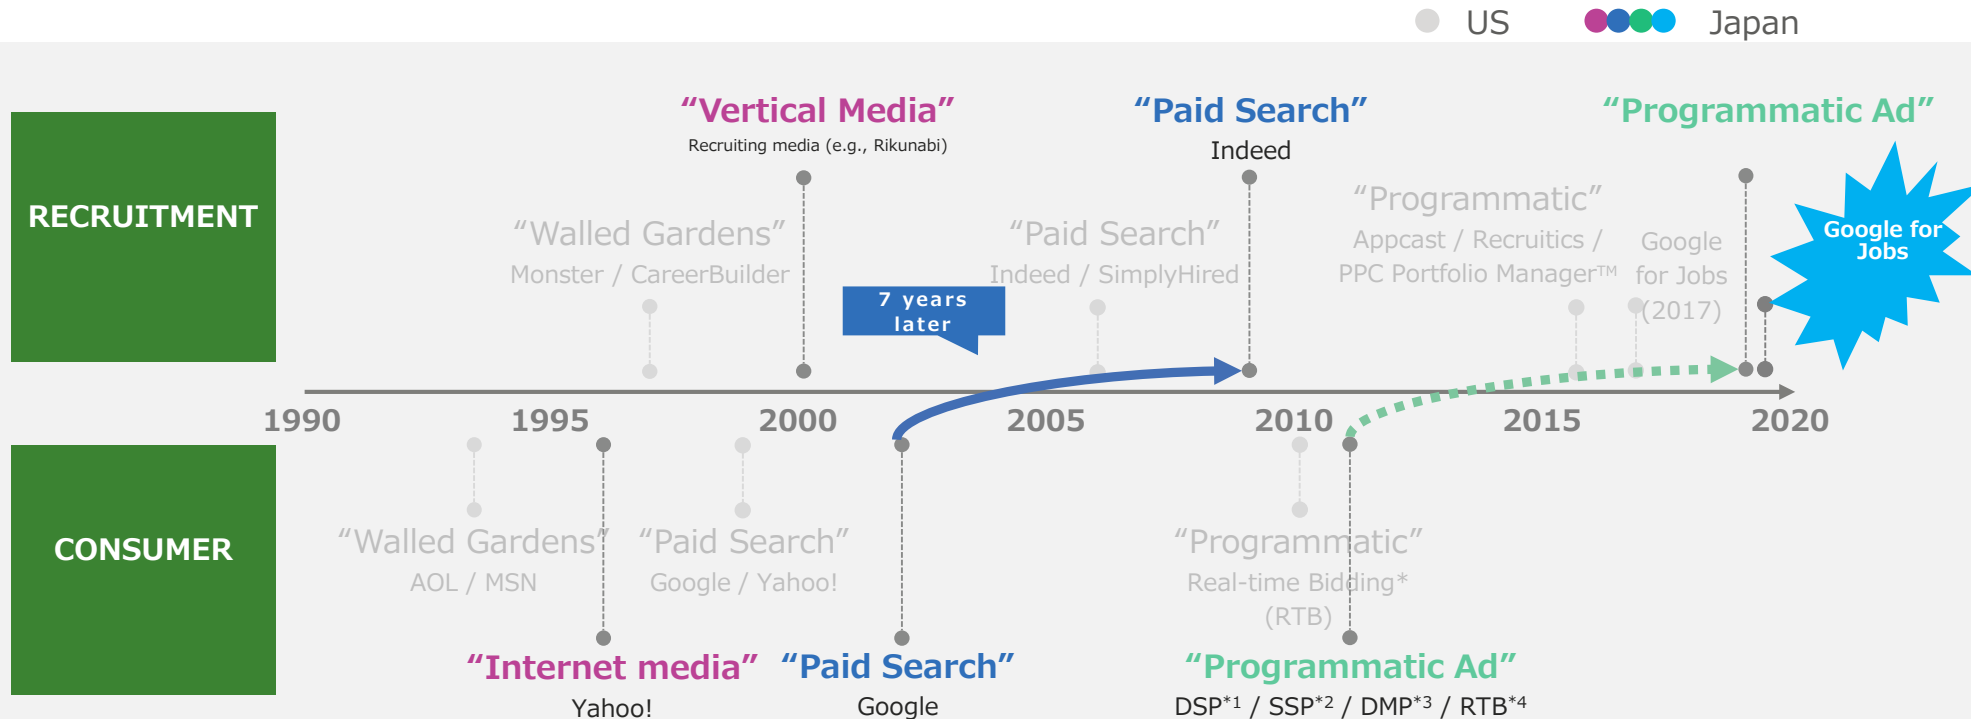 US
Japan
“Vertical Media”
Recruiting media (e.g., Rikunabi)
“Paid Search”
Indeed
“Programmatic Ad”
RECRUITMENT
“Walled Gardens”
Monster / CareerBuilder
“Paid Search”
Indeed / SimplyHired
“Programmatic”
Appcast / Recruitics /
PPC Portfolio Manager™
Google
for Jobs
(2017)
Google for
Jobs
7 years
later
1990
1995
2000
2005
2010
2015
2020
CONSUMER
“Walled Gardens”
AOL / MSN
“Paid Search”
Google / Yahoo!
“Programmatic”
Real-time Bidding*
(RTB)
“Internet media”
Yahoo!
“Paid Search”
Google
“Programmatic Ad”
DSP*1 / SSP*2 / DMP*3 / RTB*4